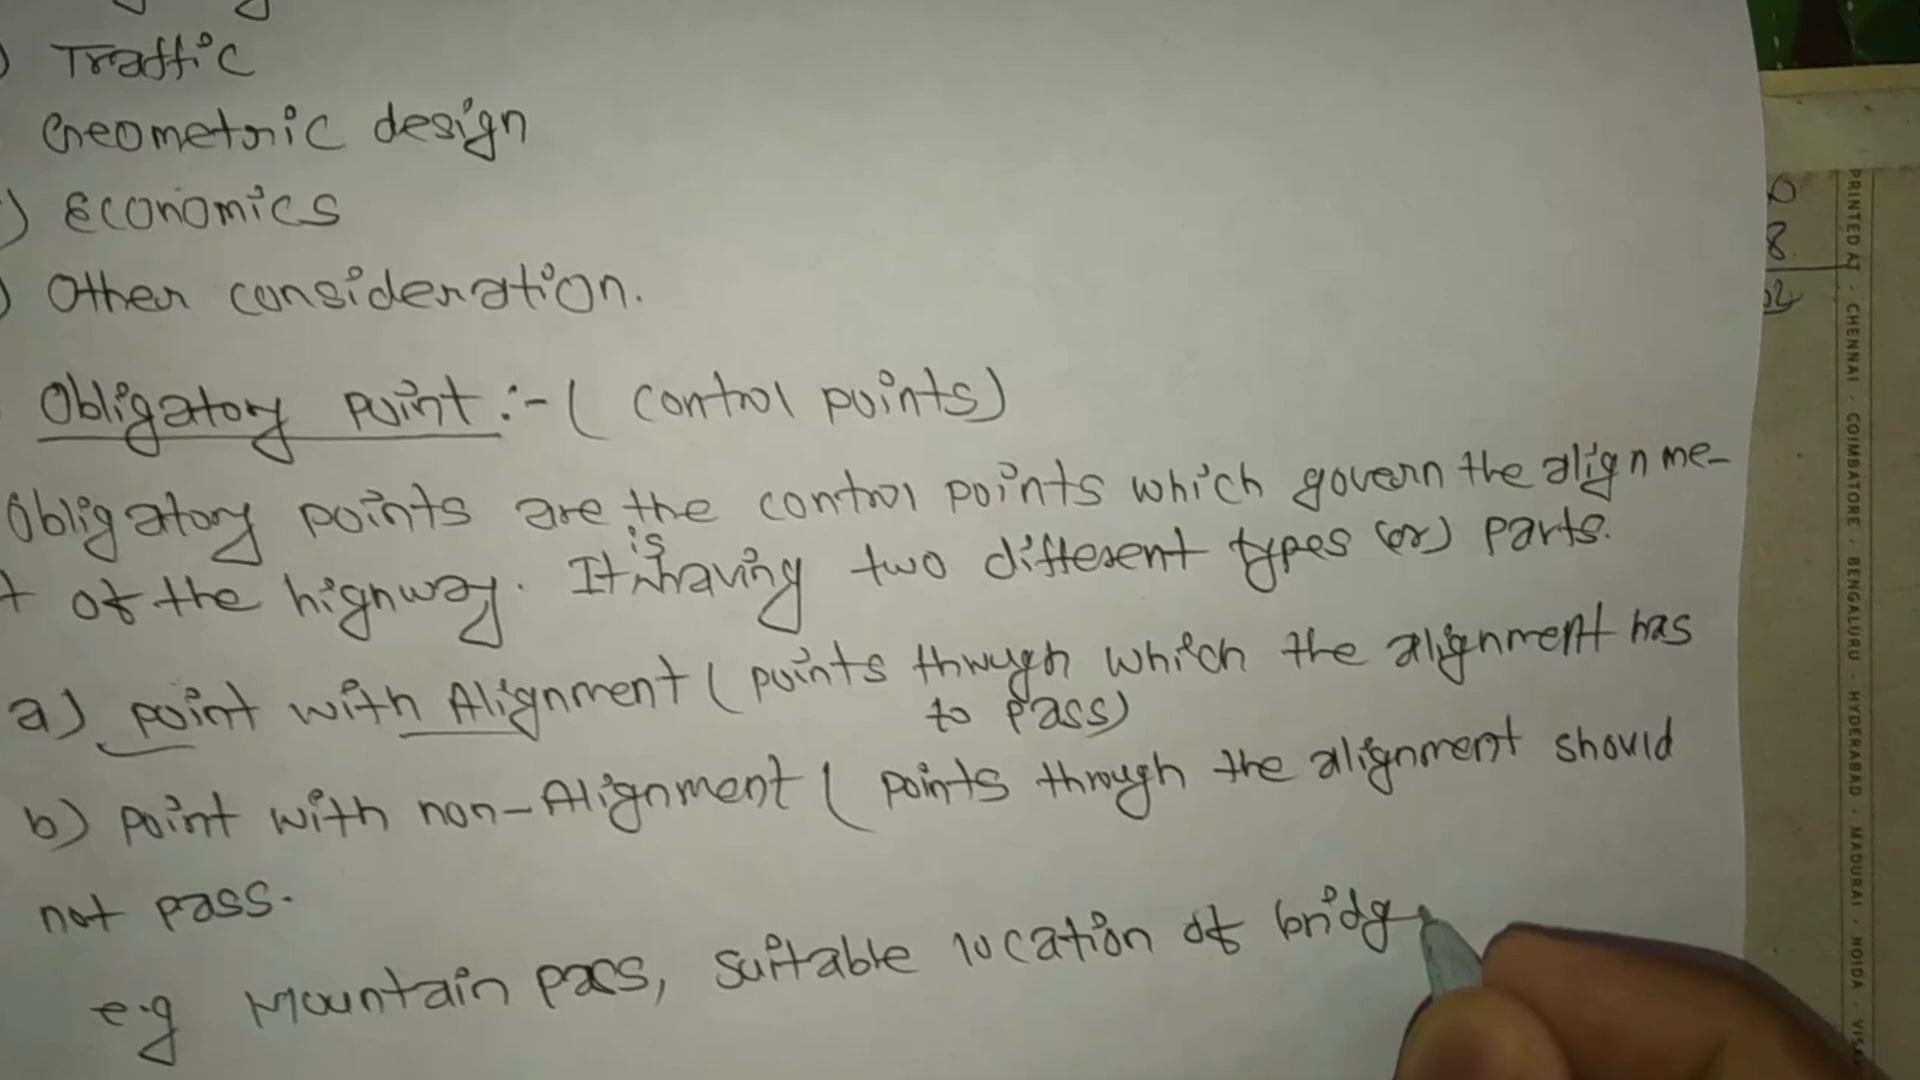 Traffic
Geometric design
) Economics
) Other consideration.
Obligatory point :- ( control points)
Obligatory points are the control points which govern the alignme-
t of the highway. It is having two different types (or) parts.
a) point with Alignment ( points through which the alignment has
to pass)
b) point with non-Alignment ( points through the alignment should
not pass.
e.g Mountain pass, suitable location of bridg
8
PRINTED AT · CHENNAI · COIMBATORE · BENGALURU · HYDERABAD · MADURAI · NOIDA · VISA